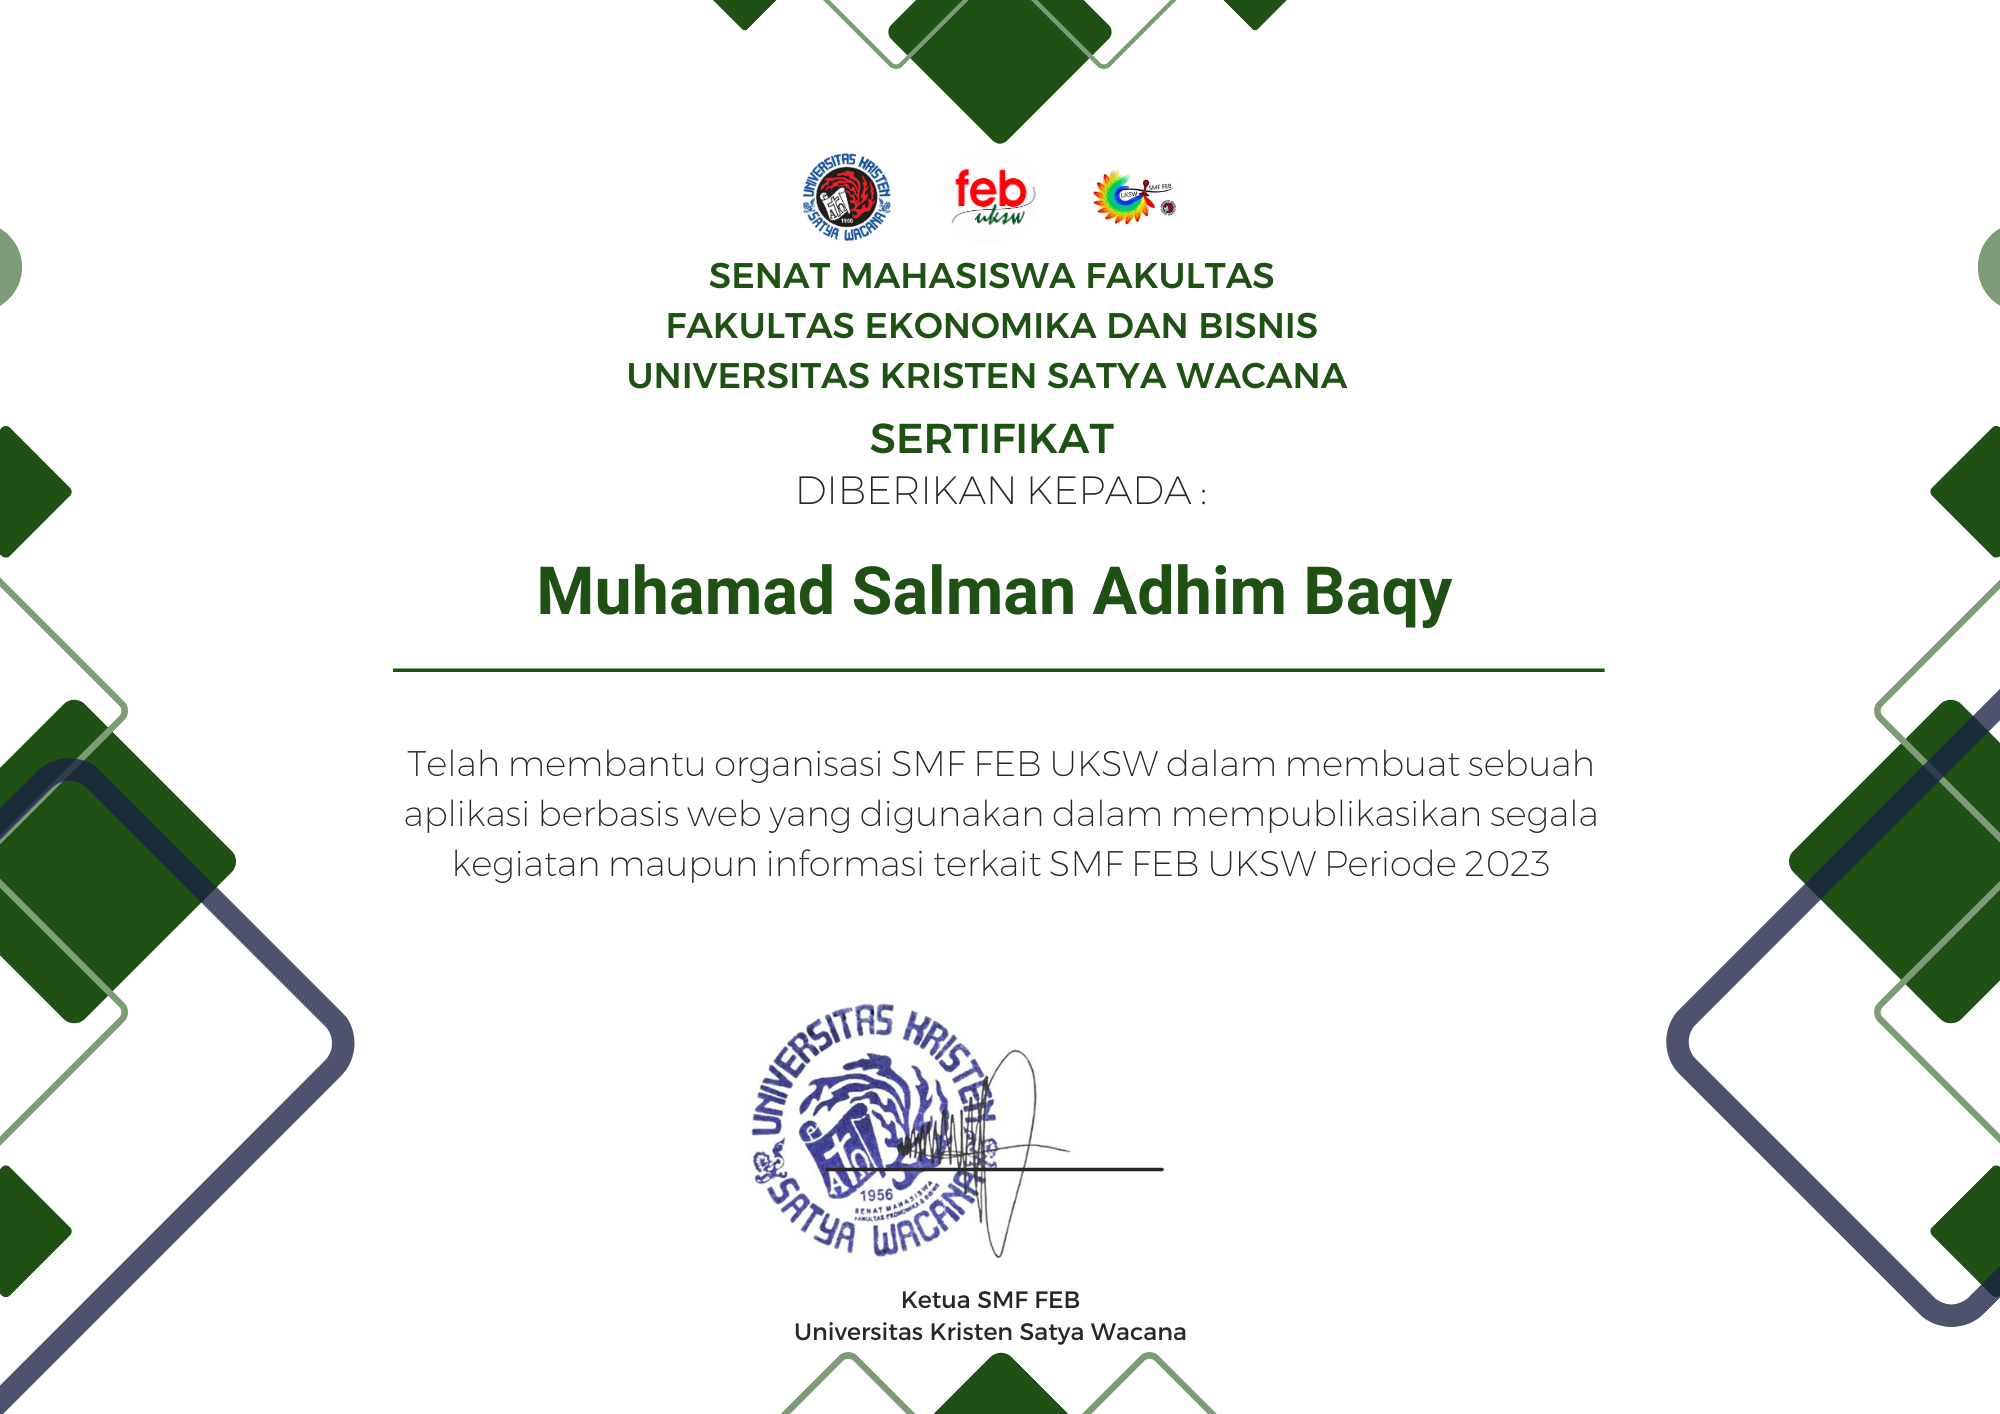 UNIVERSITAS KRISTEN
SATYA WACANA
1956
feb
uksw
UKSW
SMF FEB
SENAT MAHASISWA FAKULTAS
FAKULTAS EKONOMIKA DAN BISNIS
UNIVERSITAS KRISTEN SATYA WACANA
SERTIFIKAT
DIBERIKAN KEPADA :
Muhamad Salman Adhim Baqy
Telah membantu organisasi SMF FEB UKSW dalam membuat sebuah
aplikasi berbasis web yang digunakan dalam mempublikasikan segala
kegiatan maupun informasi terkait SMF FEB UKSW Periode 2023
UNIVERSITAS KRISTEN
1956
SENAT MAHASISWA
FAKULTAS EKONOMIKA & BISNIS
SATYA WACANA
Ketua SMF FEB
Universitas Kristen Satya Wacana